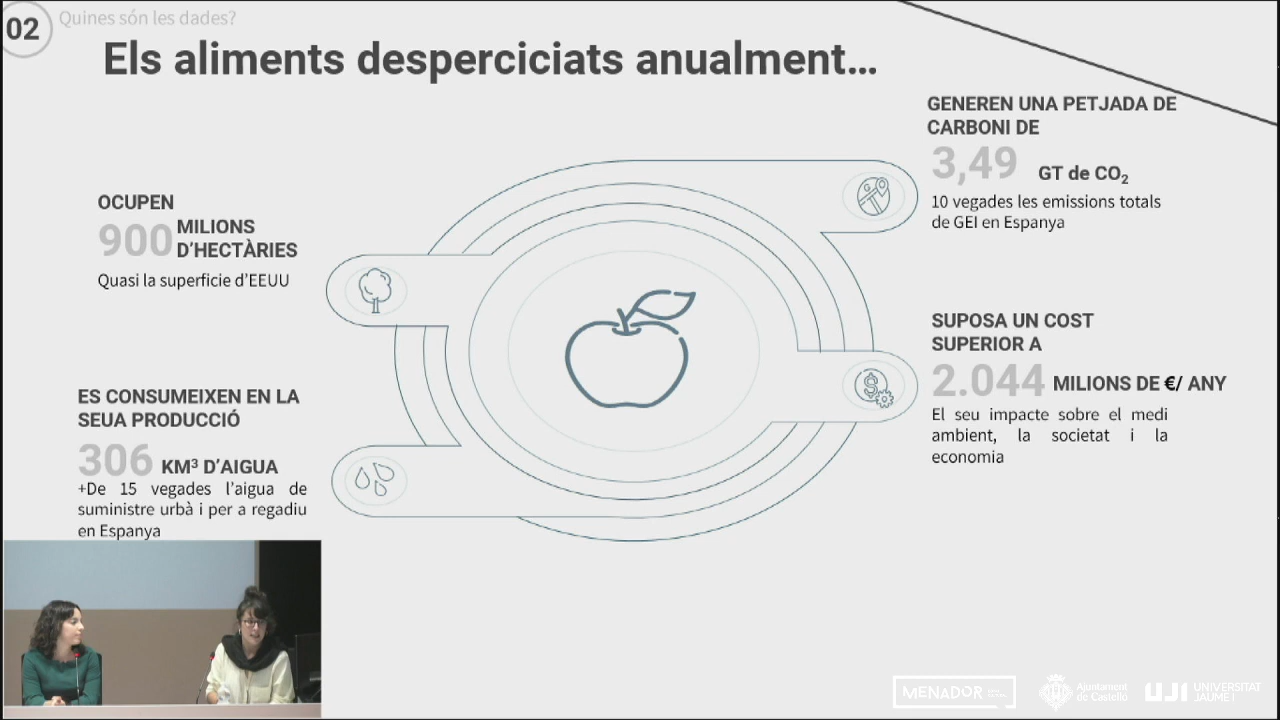 02
Quines són les dades?
Els aliments desperciciats anualment...
OCUPEN
900 MILIONS
D'HECTÀRIES
Quasi la superficie d'EEUU
ES CONSUMEIXEN EN LA
SEUA PRODUCCIÓ
306 KM³ D'AIGUA
+De 15 vegades l'aigua de
suministre urbà i per a regadiu
en Espanya
GENEREN UNA PETJADA DE
CARBONI DE
3,49 GT de CO₂
10 vegades les emissions totals
de GEI en Espanya
SUPOSA UN COST
SUPERIOR A
2.044 MILIONS DE €/ ANY
El seu impacte sobre el medi
ambient, la societat i la
economia
MENADOR
Ajuntament
de Castelló
UJI UNIVERSITAT
JAUME I